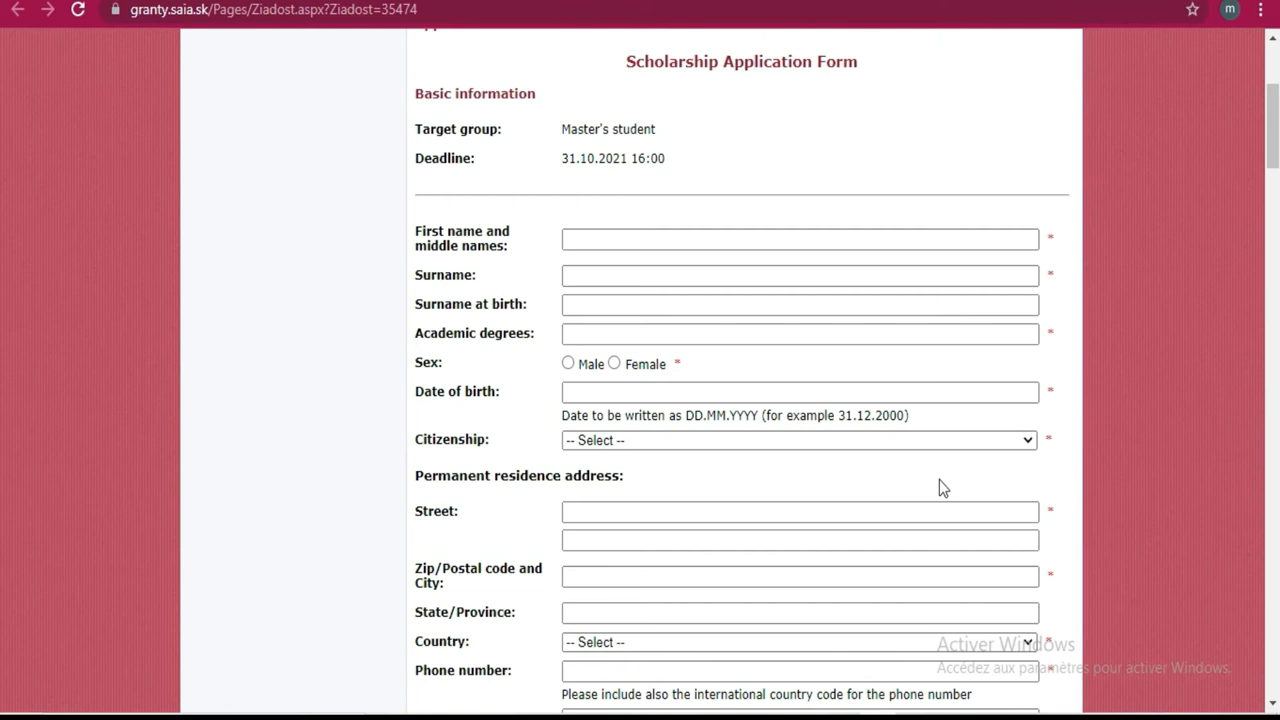 granty.saia.sk/Pages/Ziadost.aspx?Ziadost=35474
m
Scholarship Application Form
Basic information
Target group: Master's student
Deadline: 31.10.2021 16:00
First name and
middle names: *
Surname: *
Surname at birth:
Academic degrees: *
Sex: Male Female *
Date of birth: *
Date to be written as DD.MM.YYYY (for example 31.12.2000)
Citizenship: -- Select -- *
Permanent residence address:
Street: *
Zip/Postal code and
City: *
State/Province:
Country: -- Select -- *
Activer Windows
Accédez aux paramètres pour activer Windows.
Phone number: *
Please include also the international country code for the phone number